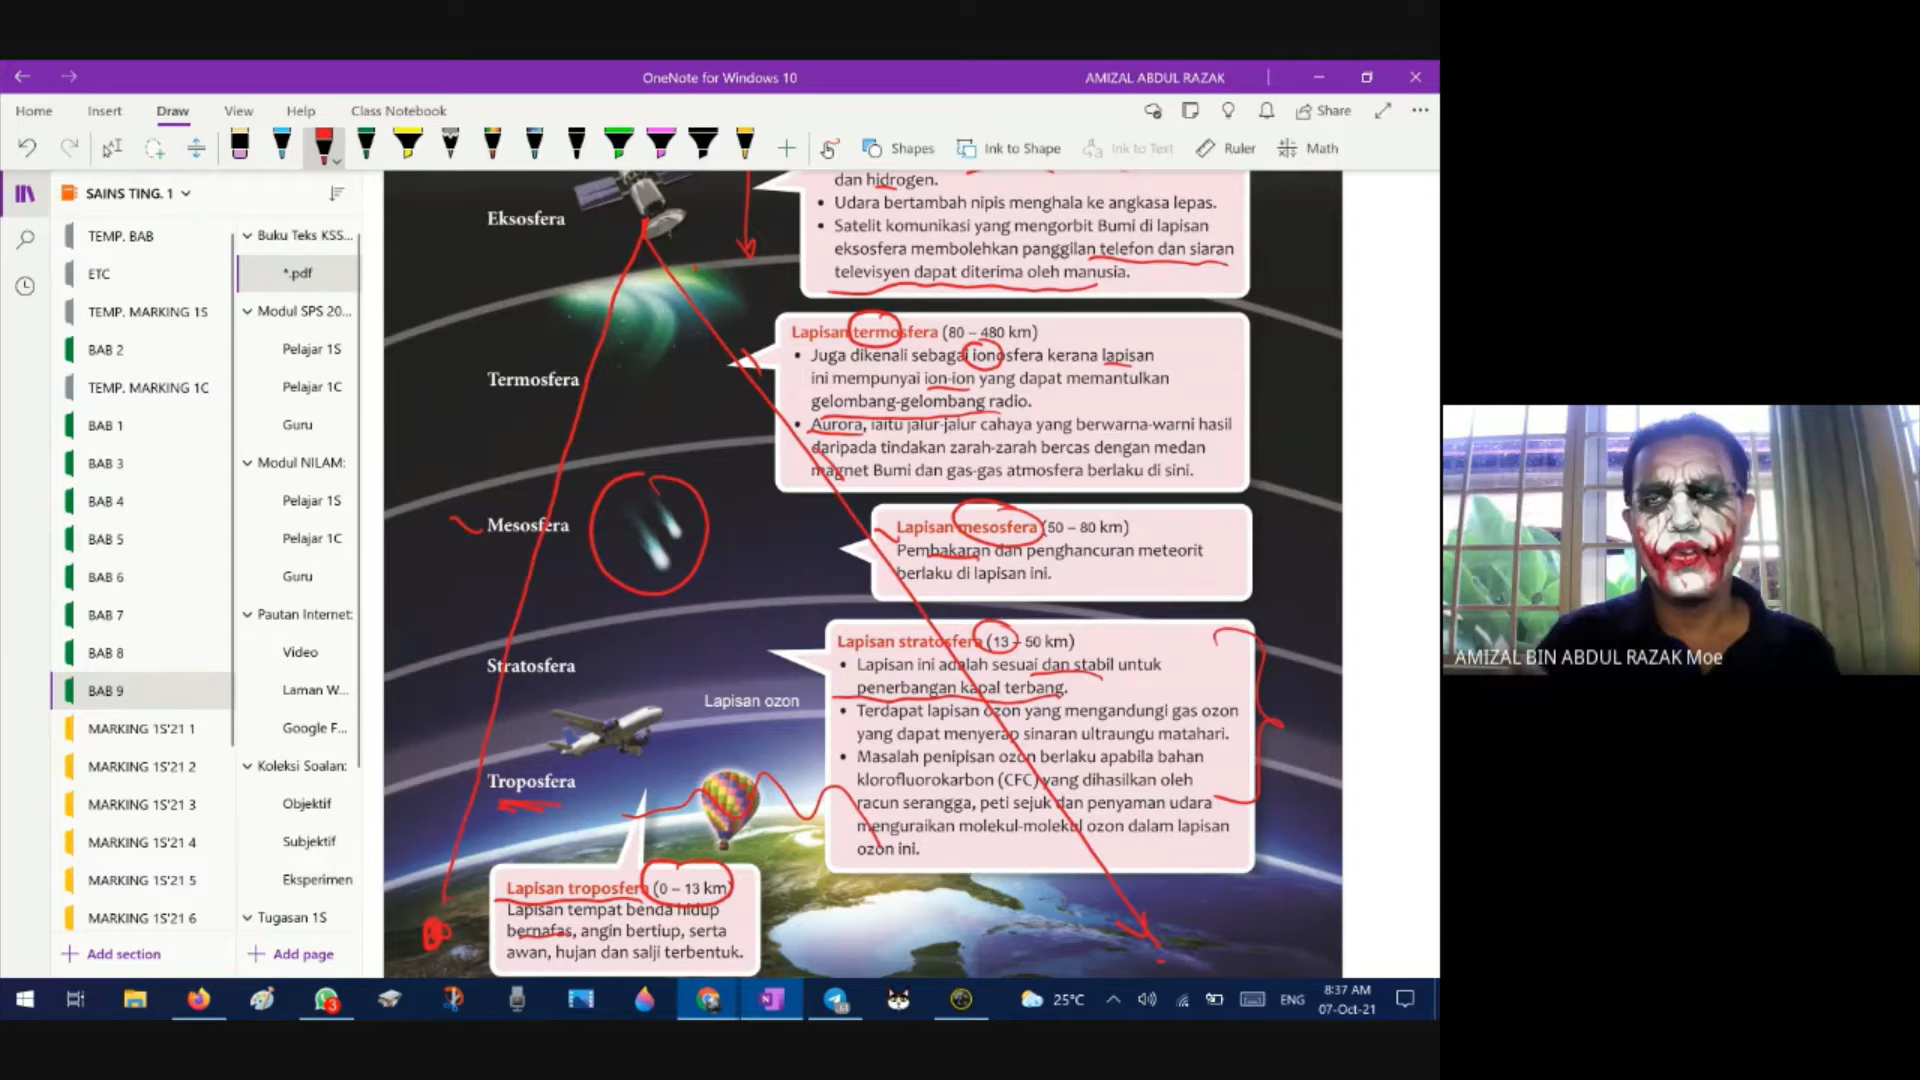 OneNote for Windows 10
AMIZAL ABDUL RAZAK
Home Insert Draw View Help Class Notebook
Share
Shapes Ink to Shape Ink to Text Ruler Math
SAINS TING. 1
TEMP. BAB
ETC
TEMP. MARKING 1S
BAB 2
TEMP. MARKING 1C
BAB 1
BAB 3
BAB 4
BAB 5
BAB 6
BAB 7
BAB 8
BAB 9
MARKING 1S'21 1
MARKING 1S'21 2
MARKING 1S'21 3
MARKING 1S'21 4
MARKING 1S'21 5
MARKING 1S'21 6
Add section
Buku Teks KSS...
*.pdf
Modul SPS 20...
Pelajar 1S
Pelajar 1C
Guru
Modul NILAM:
Pelajar 1S
Pelajar 1C
Guru
Pautan Internet:
Video
Laman W...
Google F...
Koleksi Soalan:
Objektif
Subjektif
Eksperimen
Tugasan 1S
Add page
Eksosfera
dan hidrogen.
• Udara bertambah nipis menghala ke angkasa lepas.
• Satelit komunikasi yang mengorbit Bumi di lapisan
eksosfera membolehkan panggilan telefon dan siaran
televisyen dapat diterima oleh manusia.
Termosfera
Lapisan termosfera (80 – 480 km)
• Juga dikenali sebagai ionosfera kerana lapisan
ini mempunyai ion-ion yang dapat memantulkan
gelombang-gelombang radio.
• Aurora, iaitu jalur-jalur cahaya yang berwarna-warni hasil
daripada tindakan zarah-zarah bercas dengan medan
magnet Bumi dan gas-gas atmosfera berlaku di sini.
Mesosfera
Lapisan mesosfera (50 – 80 km)
Pembakaran dan penghancuran meteorit
berlaku di lapisan ini.
Stratosfera
Lapisan ozon
Lapisan stratosfera (13 – 50 km)
• Lapisan ini adalah sesuai dan stabil untuk
penerbangan kapal terbang.
• Terdapat lapisan ozon yang mengandungi gas ozon
yang dapat menyerap sinaran ultraungu matahari.
• Masalah penipisan ozon berlaku apabila bahan
klorofluorokarbon (CFC) yang dihasilkan oleh
racun serangga, peti sejuk dan penyaman udara
menguraikan molekul-molekul ozon dalam lapisan
ozon ini.
Troposfera
Lapisan troposfera (0 – 13 km)
Lapisan tempat benda hidup
bernafas, angin bertiup, serta
awan, hujan dan salji terbentuk.
AMIZAL BIN ABDUL RAZAK Moe
3
25°C
ENG
8:37 AM
07-Oct-21